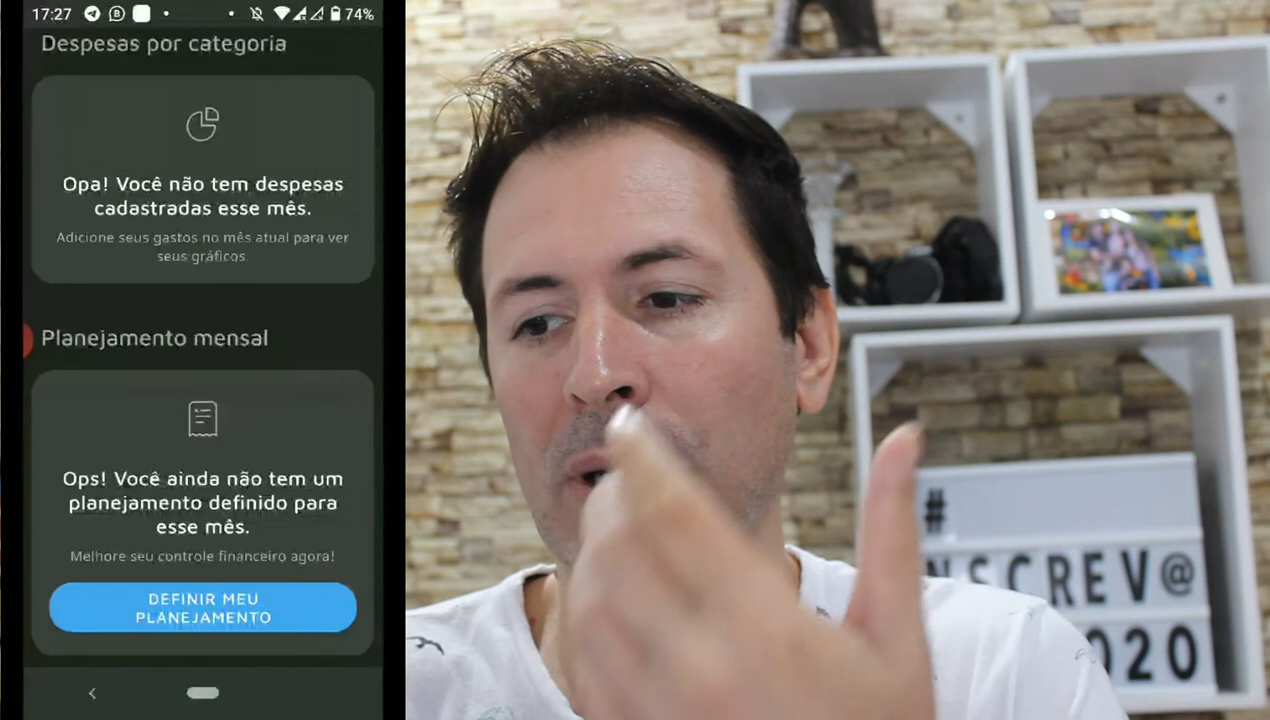 17:27
74%
Despesas por categoria
Opa! Você não tem despesas
cadastradas esse mês.
Adicione seus gastos no mês atual para ver
seus gráficos.
Planejamento mensal
Ops! Você ainda não tem um
planejamento definido para
esse mês.
Melhore seu controle financeiro agora!
DEFINIR MEU
PLANEJAMENTO
#
NSCREV@
2020